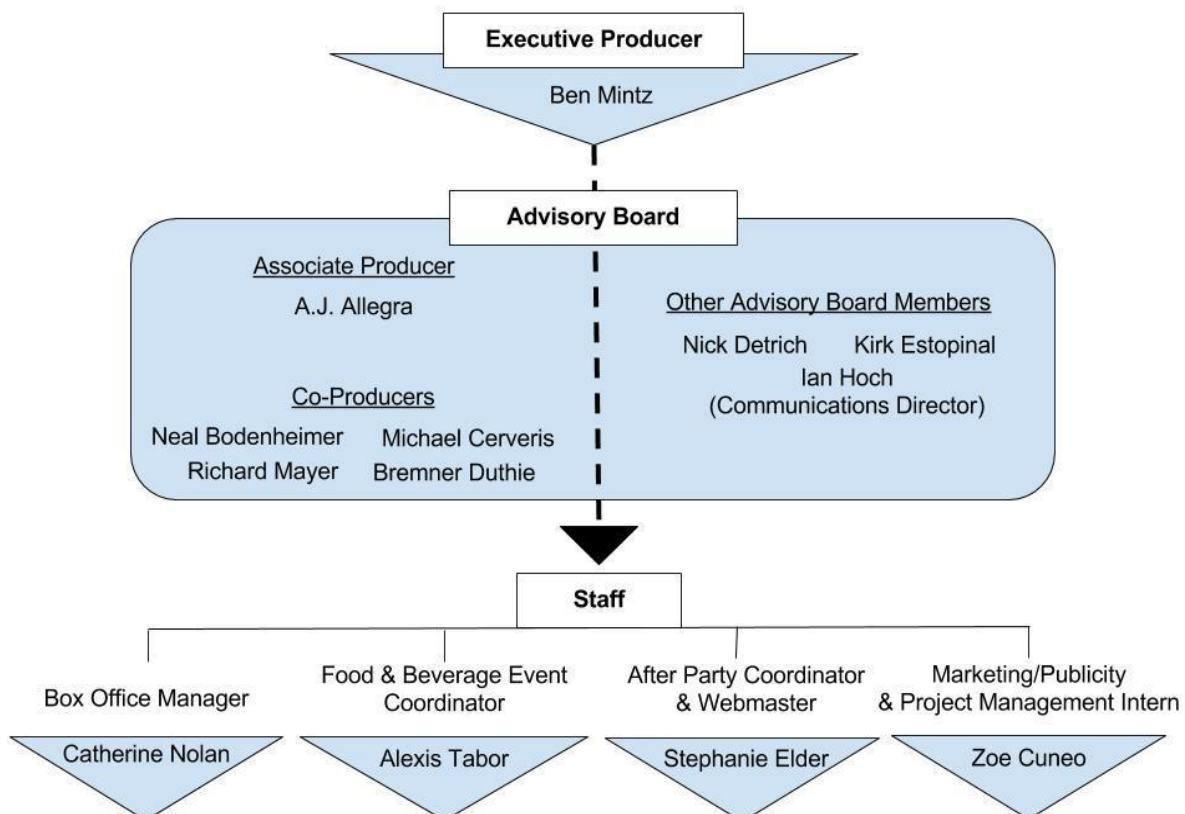 Executive Producer
Ben Mintz
Advisory Board
Associate Producer
A.J. Allegra
Co-Producers
Neal Bodenheimer Michael Cerveris
Richard Mayer Bremner Duthie
Other Advisory Board Members
Nick Detrich Kirk Estopinal
Ian Hoch
(Communications Director)
Staff
Box Office Manager
Catherine Nolan
Food & Beverage Event
Coordinator
Alexis Tabor
After Party Coordinator
& Webmaster
Stephanie Elder
Marketing/Publicity
& Project Management Intern
Zoe Cuneo